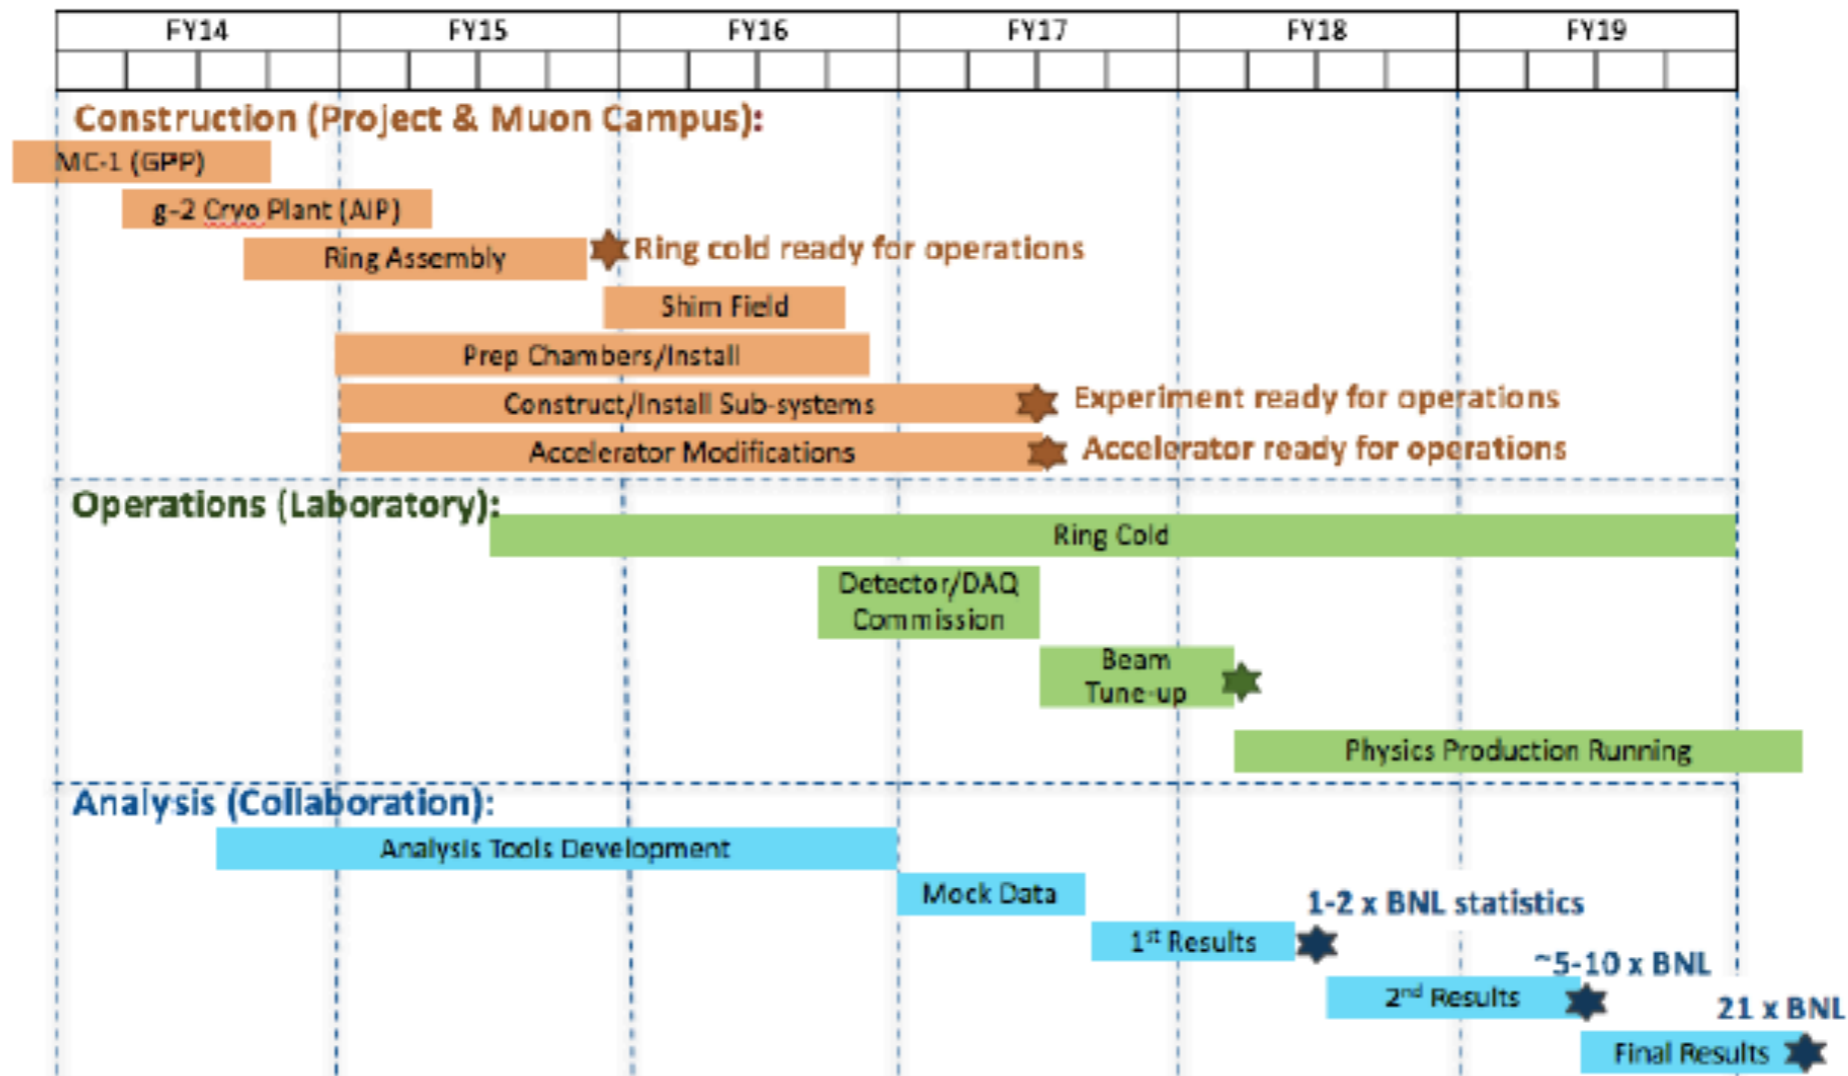 FY14 FY15 FY16 FY17 FY18 FY19
Construction (Project & Muon Campus):
MC-1 (GPP)
g-2 Cryo Plant (AIP)
Ring Assembly
Ring cold ready for operations
Shim Field
Prep Chambers/Install
Construct/Install Sub-systems
Experiment ready for operations
Accelerator Modifications
Accelerator ready for operations
Operations (Laboratory):
Ring Cold
Detector/DAQ
Commission
Beam
Tune-up
Physics Production Running
Analysis (Collaboration):
Analysis Tools Development
Mock Data
1-2 x BNL statistics
1st Results
~5-10 x BNL
2nd Results
21 x BNL
Final Results